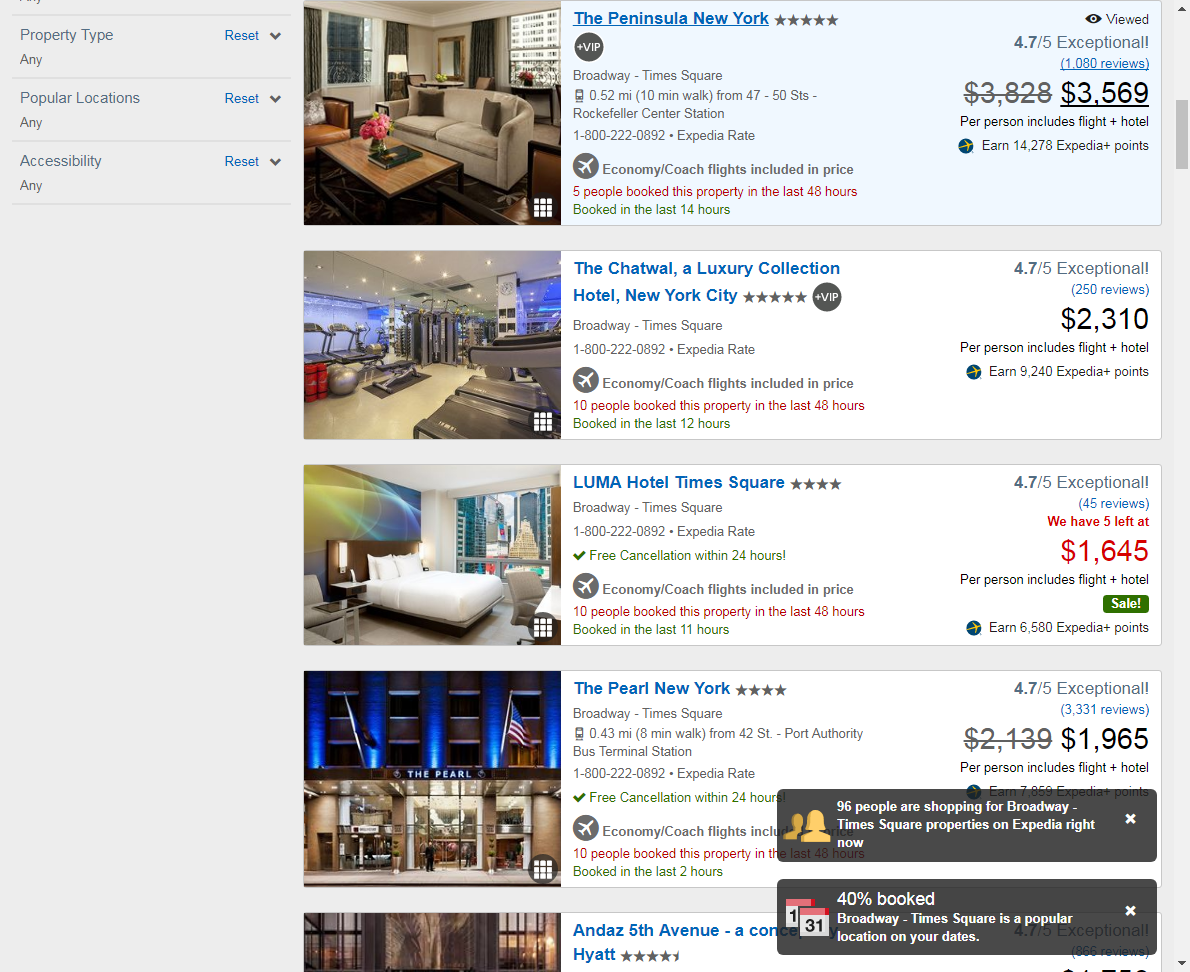 Any
Property Type Reset
Any
Popular Locations Reset
Any
Accessibility Reset
Any
The Peninsula New York
Viewed
+VIP
4.7/5 Exceptional!
(1,080 reviews)
Broadway - Times Square
0.52 mi (10 min walk) from 47 - 50 Sts -
Rockefeller Center Station
$3,828 $3,569
Per person includes flight + hotel
1-800-222-0892 • Expedia Rate
Earn 14,278 Expedia+ points
Economy/Coach flights included in price
5 people booked this property in the last 48 hours
Booked in the last 14 hours
The Chatwal, a Luxury Collection
Hotel, New York City
+VIP
4.7/5 Exceptional!
(250 reviews)
$2,310
Broadway - Times Square
1-800-222-0892 • Expedia Rate
Per person includes flight + hotel
Earn 9,240 Expedia+ points
Economy/Coach flights included in price
10 people booked this property in the last 48 hours
Booked in the last 12 hours
LUMA Hotel Times Square
4.7/5 Exceptional!
(45 reviews)
We have 5 left at
$1,645
Broadway - Times Square
1-800-222-0892 • Expedia Rate
Free Cancellation within 24 hours!
Per person includes flight + hotel
Sale!
Earn 6,580 Expedia+ points
Economy/Coach flights included in price
10 people booked this property in the last 48 hours
Booked in the last 11 hours
THE PEARL
The Pearl New York
4.7/5 Exceptional!
(3,331 reviews)
$2,139 $1,965
Broadway - Times Square
0.43 mi (8 min walk) from 42 St. - Port Authority
Bus Terminal Station
1-800-222-0892 • Expedia Rate
Per person includes flight + hotel
Free Cancellation within 24 hours!
Earn 7,859 Expedia+ points
Economy/Coach flights included in price
10 people booked this property in the last 48 hours
Booked in the last 2 hours
96 people are shopping for Broadway -
Times Square properties on Expedia right
now
1
31
40% booked
Broadway - Times Square is a popular
location on your dates.
Andaz 5th Avenue - a concept by
Hyatt
4.7/5 Exceptional!
(866 reviews)